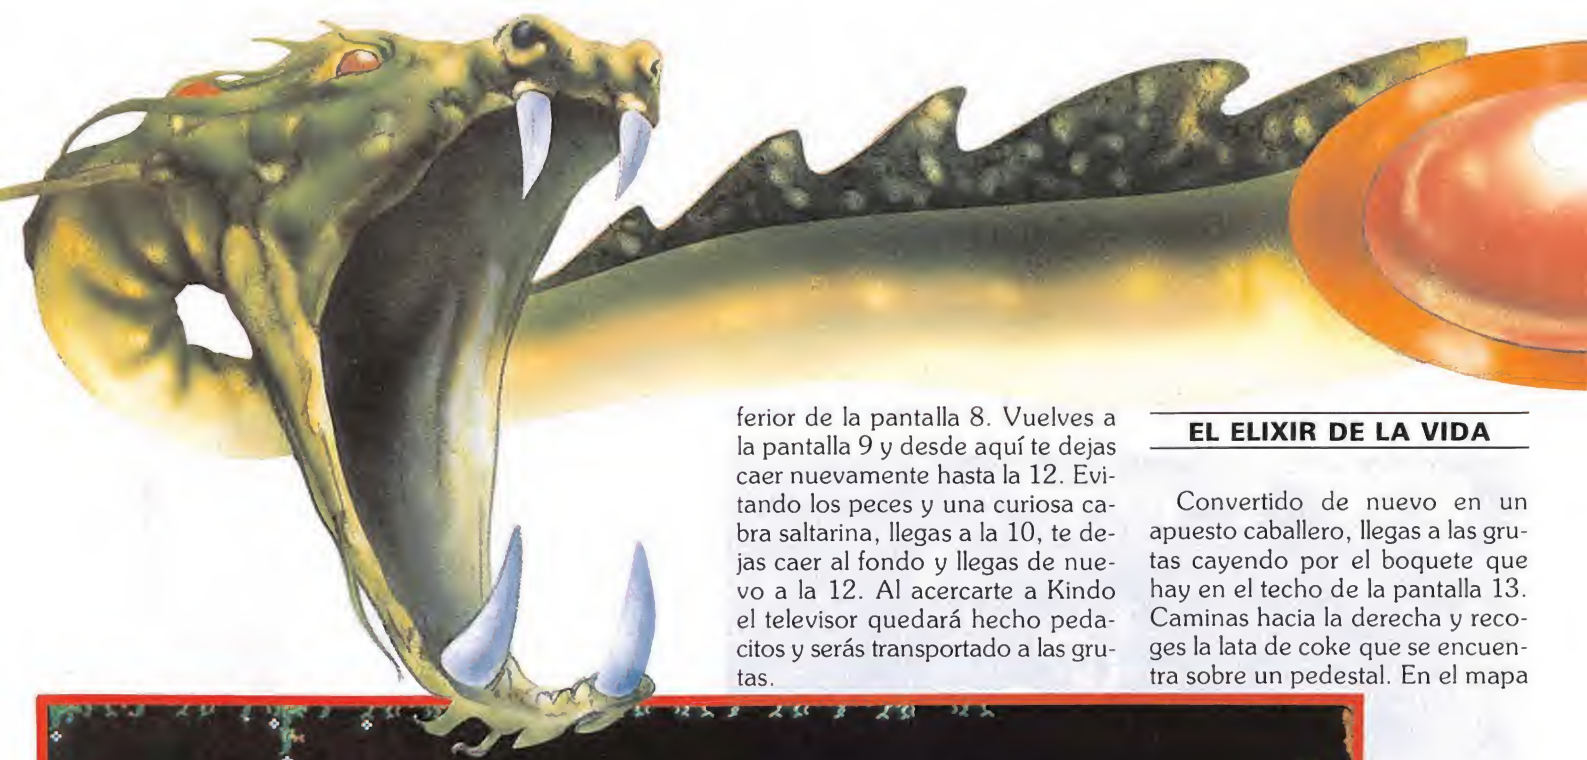 ferior de la pantalla 8. Vuelves a
la pantalla 9 y desde aquí te dejas
caer nuevamente hasta la 12. Evi-
tando los peces y una curiosa ca-
bra saltarina, llegas a la 10, te de-
jas caer al fondo y llegas de nue-
vo a la 12. Al acercarte a Kindo
el televisor quedará hecho peda-
citos y serás transportado a las gru-
tas.
EL ELIXIR DE LA VIDA
Convertido de nuevo en un
apuesto caballero, llegas a las gru-
tas cayendo por el boquete que
hay en el techo de la pantalla 13.
Caminas hacia la derecha y reco-
ges la lata de coke que se encuen-
tra sobre un pedestal. En el mapa